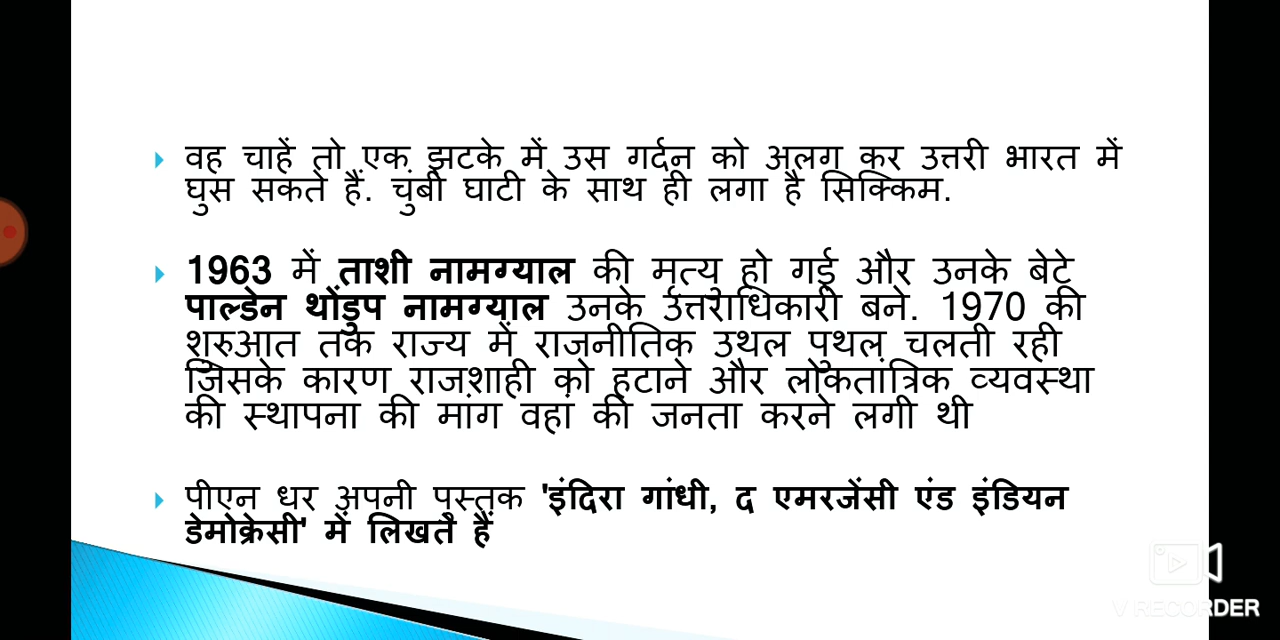 वह चाहें तो एक झटके में उस गर्दन को अलग कर उत्तरी भारत में
घुस सकते हैं. चुंबी घाटी के साथ ही लगा है सिक्किम.
1963 में ताशी नामग्याल की मृत्यु हो गई और उनके बेटे
पाल्डेन थोंडुप नामग्याल उनके उत्तराधिकारी बने. 1970 की
शुरुआत तक राज्य में राजनीतिक उथल पुथल चलती रही
जिसके कारण राजशाही को हटाने और लोकतांत्रिक व्यवस्था
की स्थापना की मांग वहां की जनता करने लगी थी
पीएन धर अपनी पुस्तक 'इंदिरा गांधी, द एमरजेंसी एंड इंडियन
डेमोक्रेसी' में लिखते हैं
V RECORDER